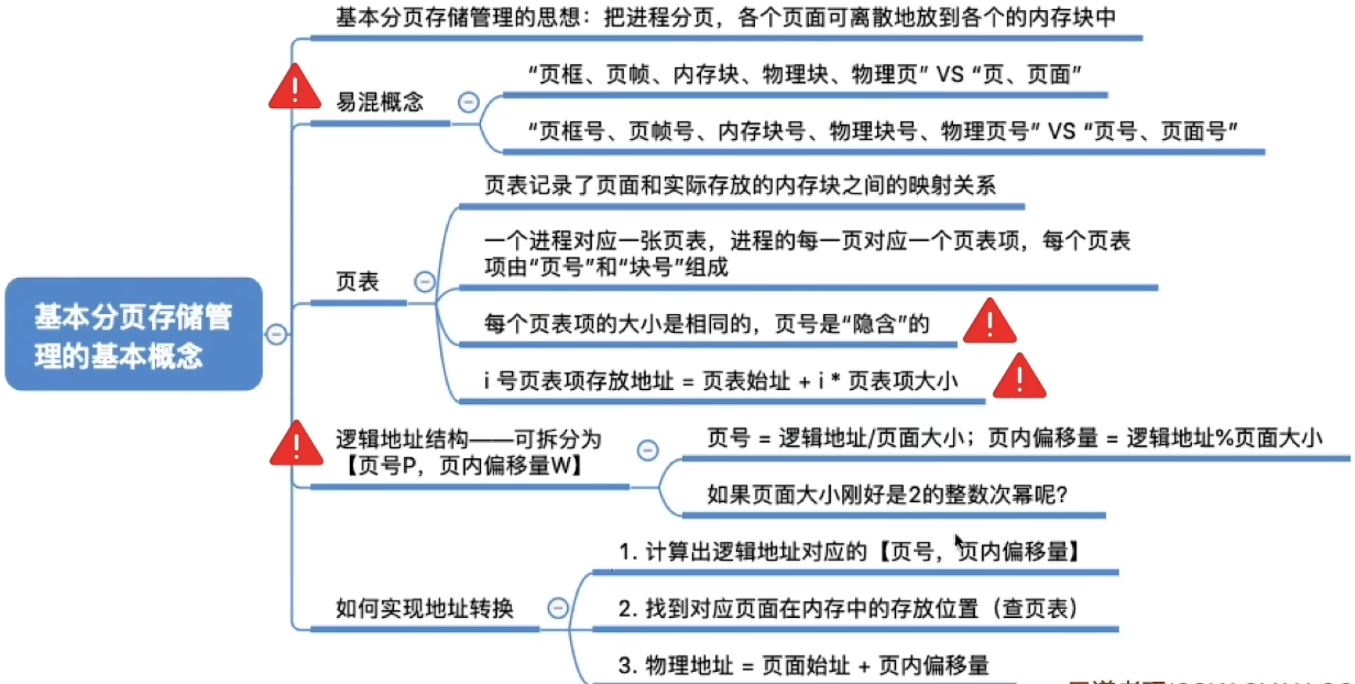 基本分页存储管理的思想：把进程分页，各个页面可离散地放到各个的内存块中
易混概念
“页框、页帧、内存块、物理块、物理页” VS “页、页面”
“页框号、页帧号、内存块号、物理块号、物理页号” VS “页号、页面号”
页表记录了页面和实际存放的内存块之间的映射关系
一个进程对应一张页表，进程的每一页对应一个页表项，每个页表
项由“页号”和“块号”组成
页表
每个页表项的大小是相同的，页号是“隐含”的
i 号页表项存放地址 = 页表始址 + i * 页表项大小
基本分页存储管
理的基本概念
逻辑地址结构——可拆分为
【页号P，页内偏移量W】
页号 = 逻辑地址/页面大小；页内偏移量 = 逻辑地址%页面大小
如果页面大小刚好是2的整数次幂呢？
如何实现地址转换
1. 计算出逻辑地址对应的【页号，页内偏移量】
2. 找到对应页面在内存中的存放位置（查页表）
3. 物理地址 = 页面始址 + 页内偏移量